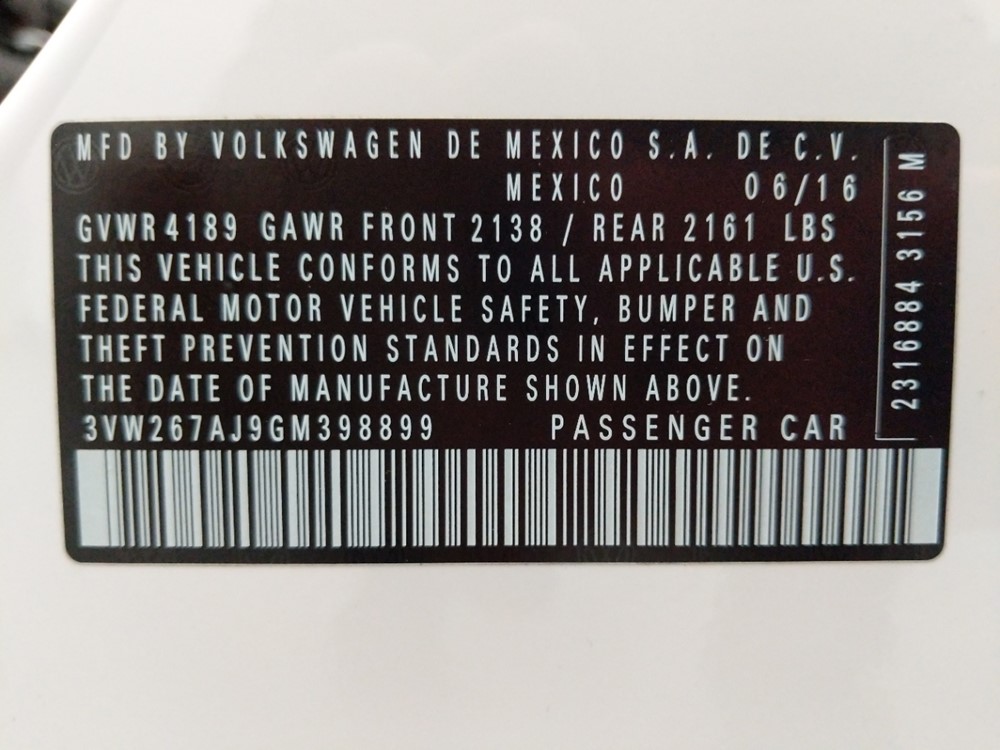 MFD BY VOLKSWAGEN DE MEXICO S.A. DE C.V.
MEXICO 06/16
GVWR 4189 GAWR FRONT 2138 / REAR 2161 LBS
THIS VEHICLE CONFORMS TO ALL APPLICABLE U.S.
FEDERAL MOTOR VEHICLE SAFETY, BUMPER AND
THEFT PREVENTION STANDARDS IN EFFECT ON
THE DATE OF MANUFACTURE SHOWN ABOVE.
3VW267AJ9GM398899 PASSENGER CAR
2316884 3156 M